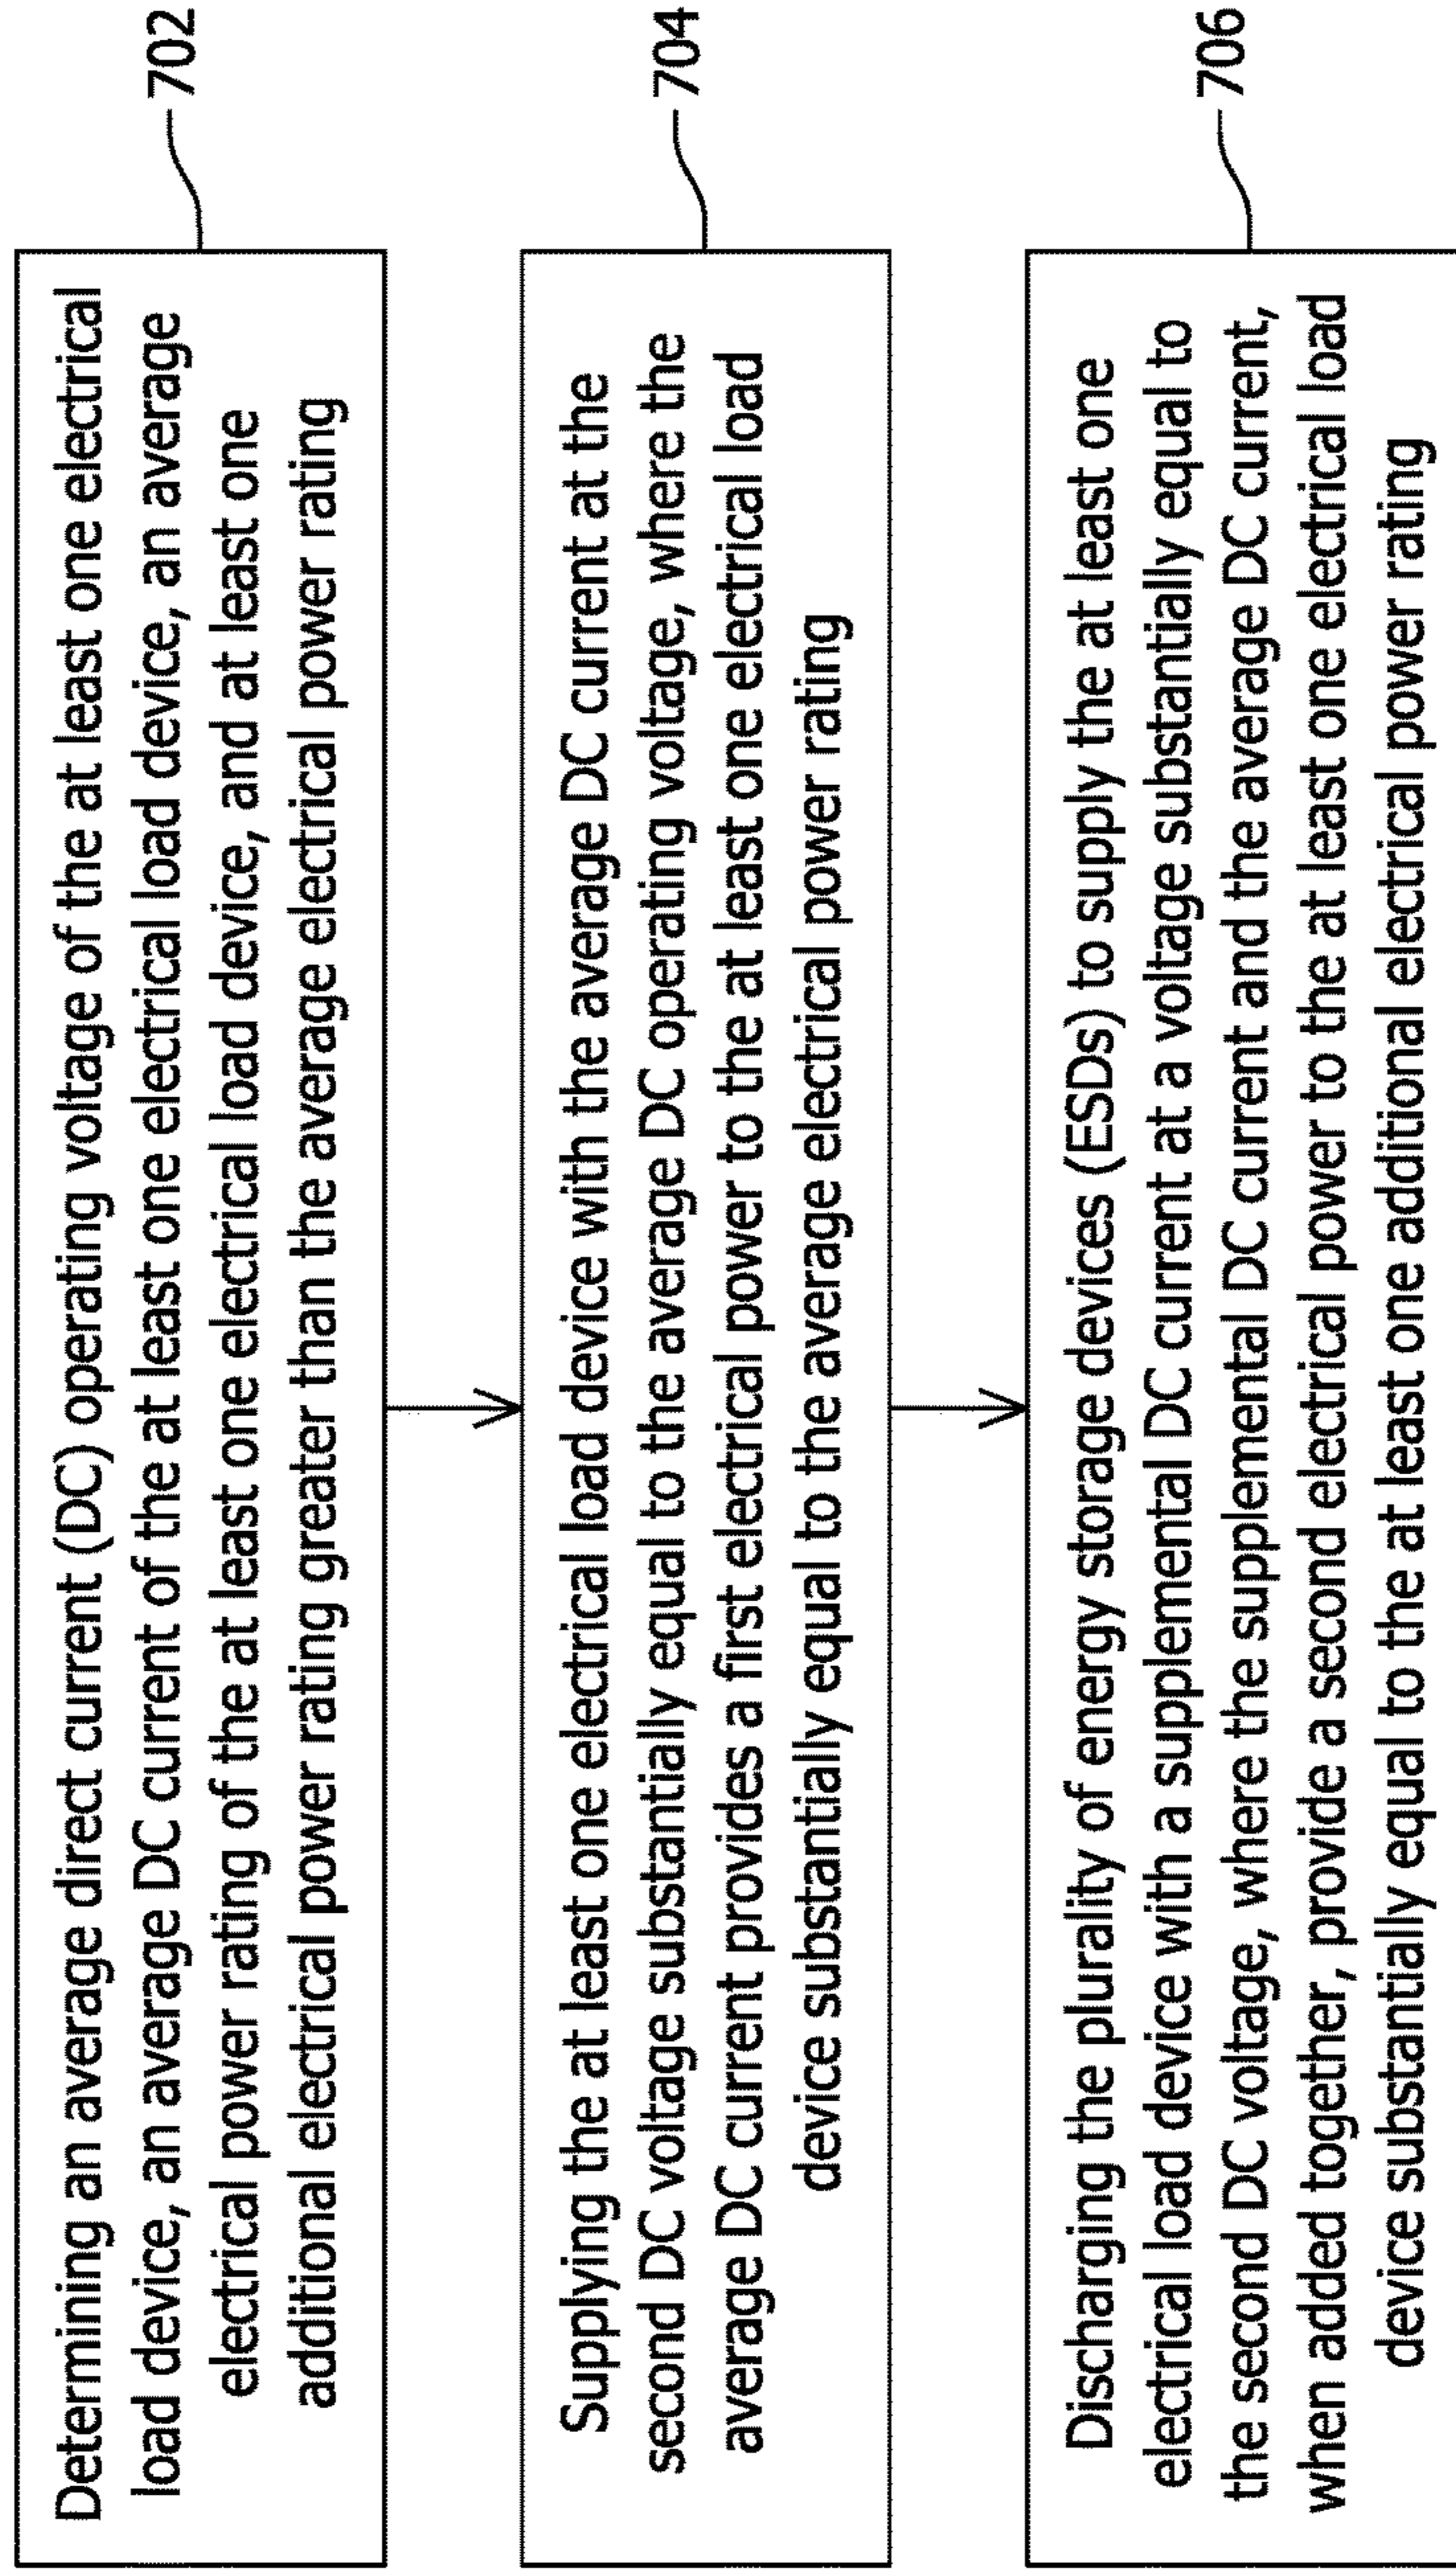 Determining an average direct current (DC) operating voltage of the at least one electrical
load device, an average DC current of the at least one electrical load device, an average
electrical power rating of the at least one electrical load device, and at least one
additional electrical power rating greater than the average electrical power rating
702
Supplying the at least one electrical load device with the average DC current at the
second DC voltage substantially equal to the average DC operating voltage, where the
average DC current provides a first electrical power to the at least one electrical load
device substantially equal to the average electrical power rating
704
Discharging the plurality of energy storage devices (ESDs) to supply the at least one
electrical load device with a supplemental DC current at a voltage substantially equal to
the second DC voltage, where the supplemental DC current and the average DC current,
when added together, provide a second electrical power to the at least one electrical load
device substantially equal to the at least one additional electrical power rating
706